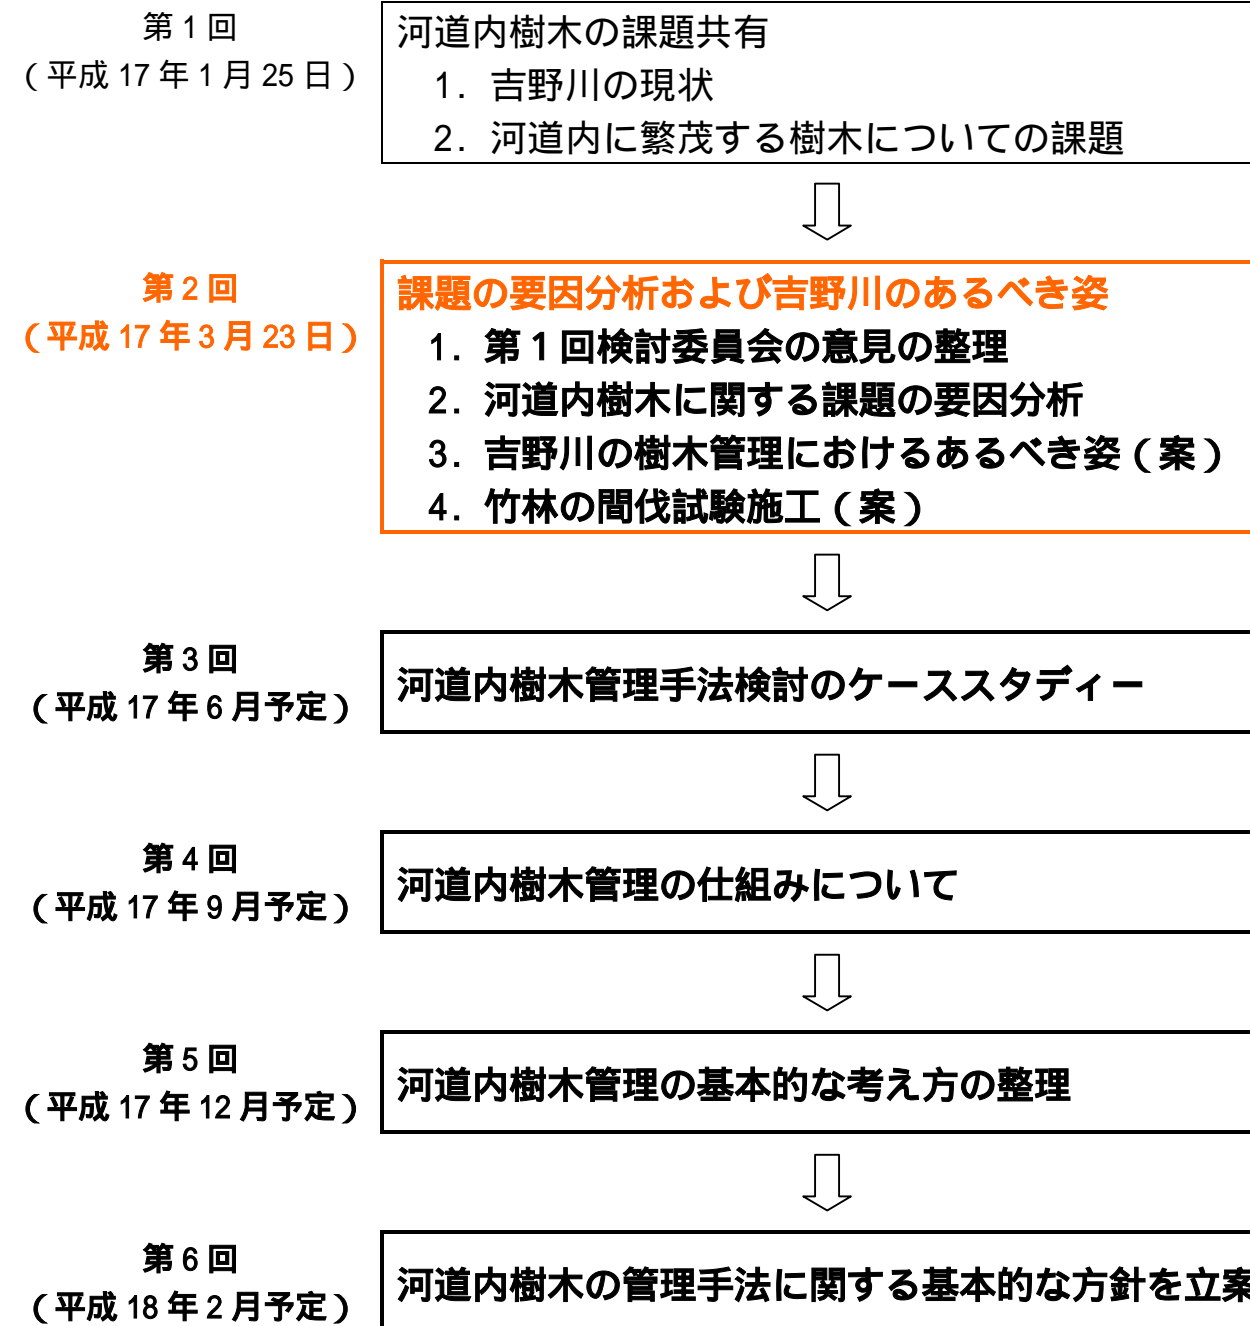 第1回
（平成 17 年 1 月 25 日）
河道内樹木の課題共有
1. 吉野川の現状
2. 河道内に繁茂する樹木についての課題
第2回
（平成 17 年 3 月 23 日）
課題の要因分析および吉野川のあるべき姿
1. 第1回検討委員会の意見の整理
2. 河道内樹木に関する課題の要因分析
3. 吉野川の樹木管理におけるあるべき姿（案）
4. 竹林の間伐試験施工（案）
第3回
（平成 17 年 6 月予定）
河道内樹木管理手法検討のケーススタディー
第4回
（平成 17 年 9 月予定）
河道内樹木管理の仕組みについて
第5回
（平成 17 年 12 月予定）
河道内樹木管理の基本的な考え方の整理
第6回
（平成 18 年 2 月予定）
河道内樹木の管理手法に関する基本的な方針を立案